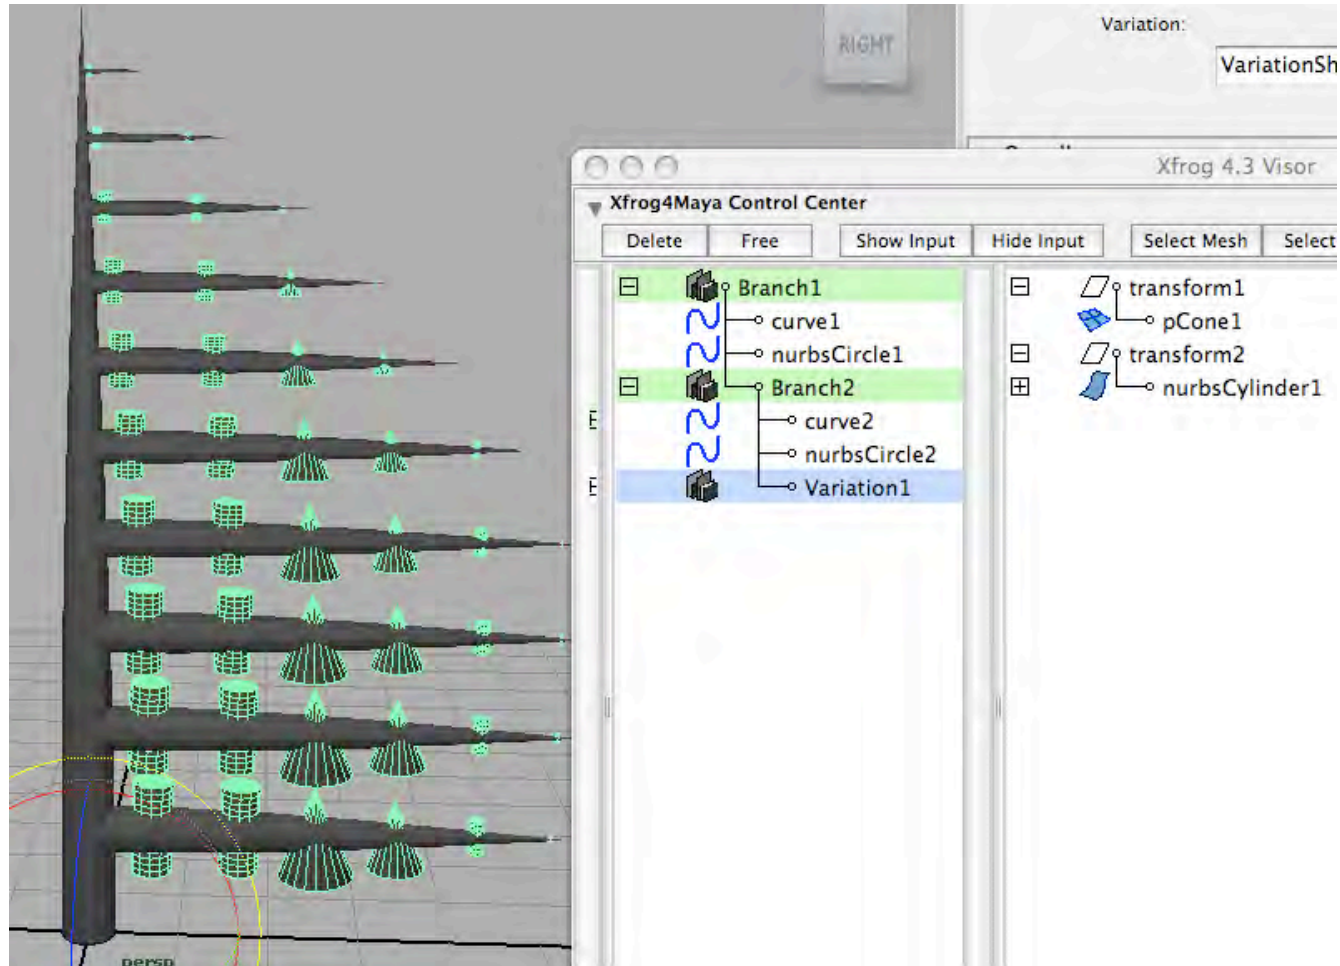 RIGHT
Variation:
VariationSh
Xfrog 4.3 Visor
Xfrog4Maya Control Center
Delete Free Show Input Hide Input Select Mesh Select
Branch1
curve1
nurbsCircle1
Branch2
curve2
nurbsCircle2
Variation1
transform1
pCone1
transform2
nurbsCylinder1
persp